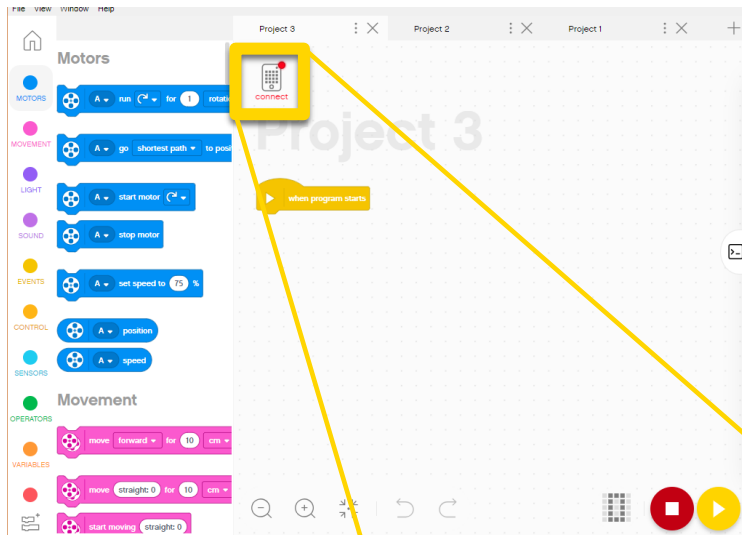 File View Window Help
Project 3
Project 2
Project 1
connect
Project 3
MOTORS
MOVEMENT
LIGHT
SOUND
EVENTS
CONTROL
SENSORS
OPERATORS
VARIABLES
Motors
A run for 1
A go shortest path to
A start motor
A stop motor
A set speed to 75 %
A position
A speed
Movement
move forward for 10 cm
move straight: 0 for 10 cm
start moving straight: 0
when program starts